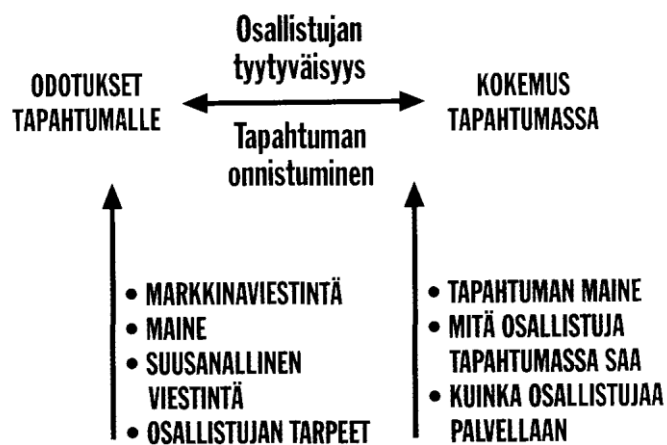 Osallistujan
tyytyväisyys
ODOTUKSET
TAPAHTUMALLE
KOKEMUS
TAPAHTUMASSA
Tapahtuman
onnistuminen
• MARKKINAVIESTINTÄ
• MAINE
• SUUSANALLINEN
VIESTINTÄ
• OSALLISTUJAN TARPEET
• TAPAHTUMAN MAINE
• MITÄ OSALLISTUJA
TAPAHTUMASSA SAA
• KUINKA OSALLISTUJAA
PALVELLAAN